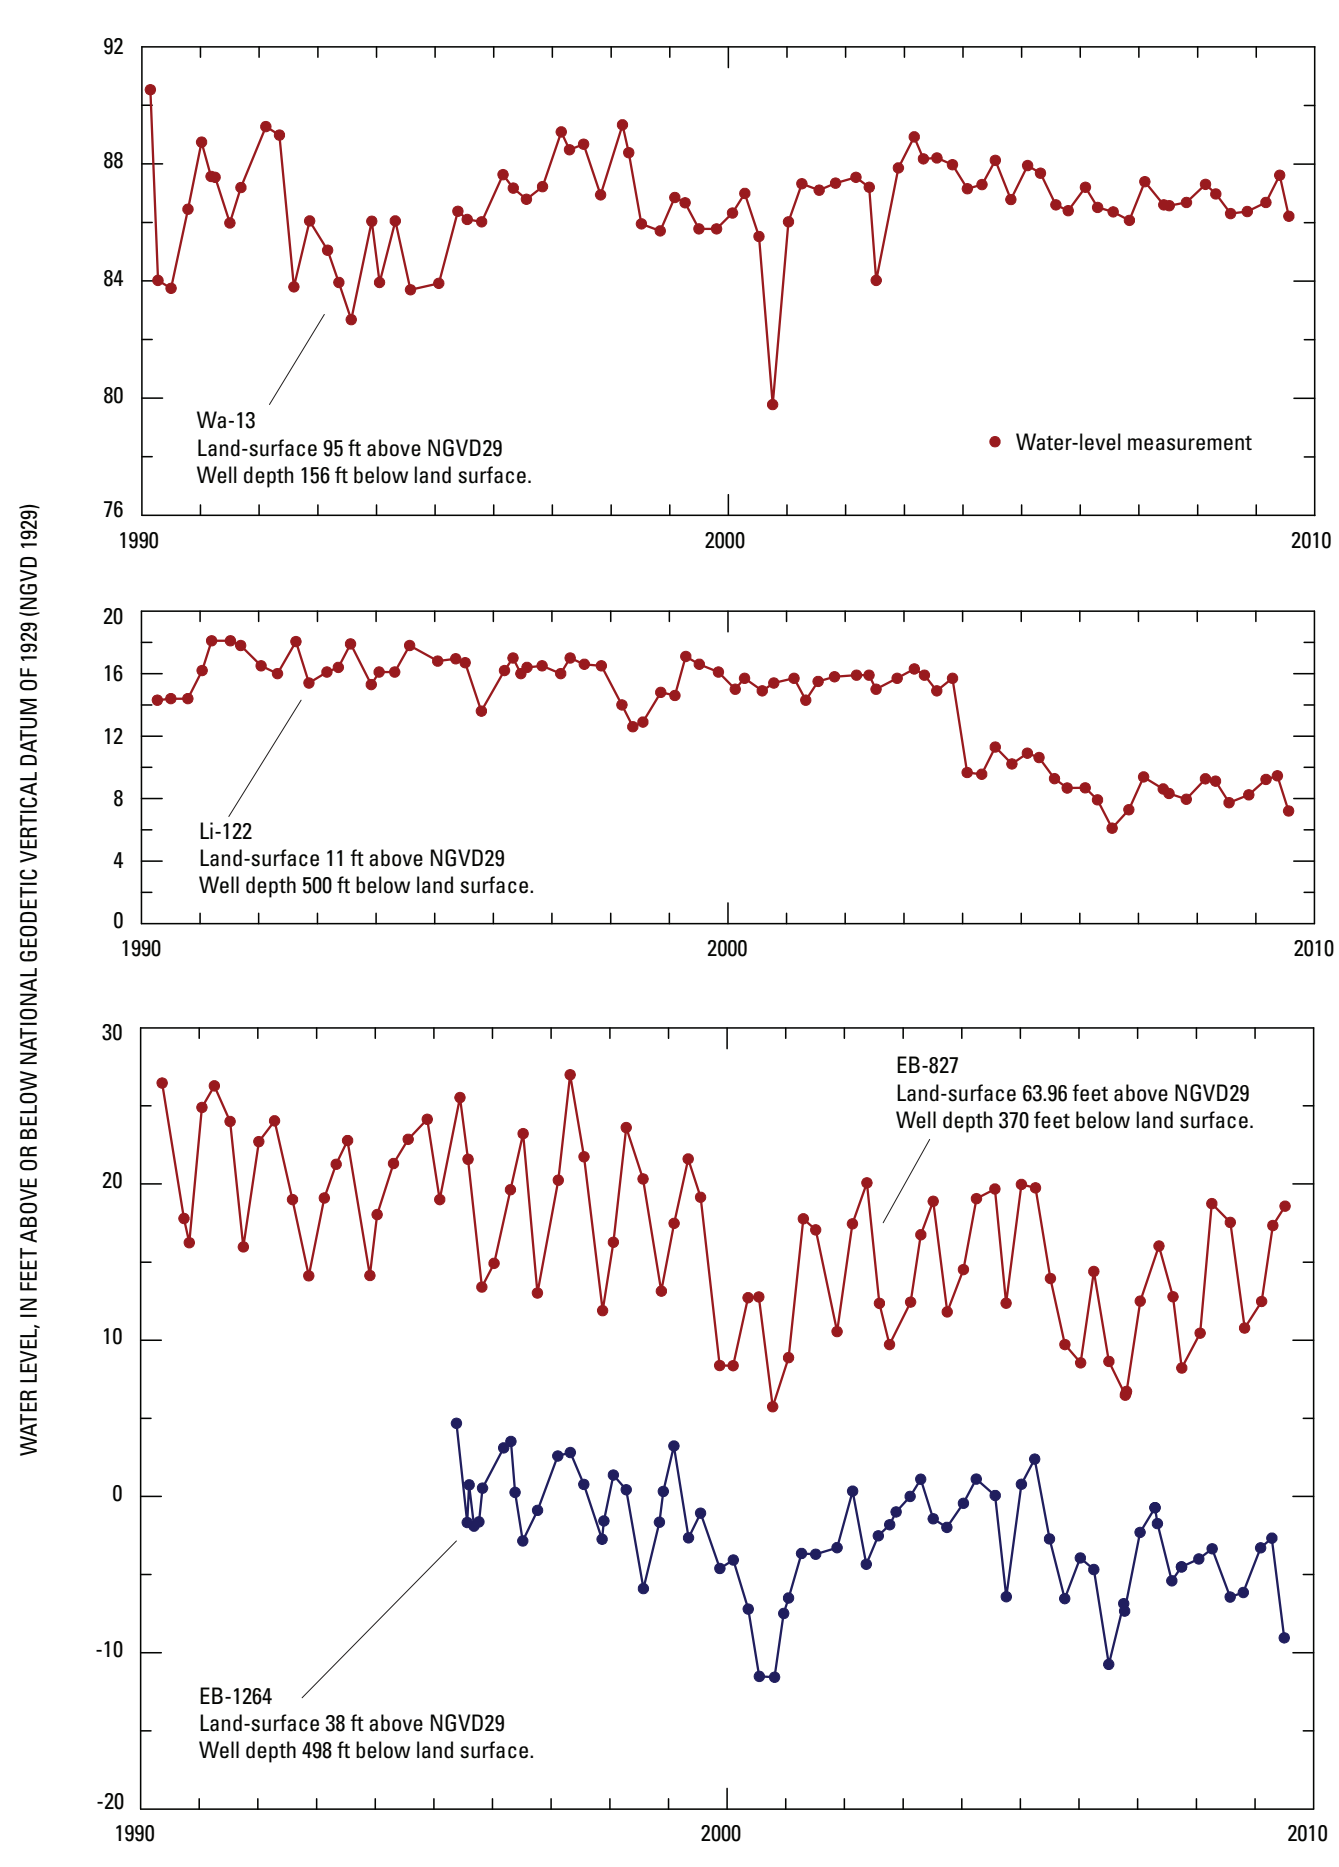 WATER LEVEL, IN FEET ABOVE OR BELOW NATIONAL GEODETIC VERTICAL DATUM OF 1929 (NGVD 1929)
92
88
84
80
76
Wa-13
Land-surface 95 ft above NGVD29
Well depth 156 ft below land surface.
Water-level measurement
1990
2000
2010
20
16
12
8
4
0
Li-122
Land-surface 11 ft above NGVD29
Well depth 500 ft below land surface.
1990
2000
2010
30
20
10
0
-10
-20
EB-827
Land-surface 63.96 feet above NGVD29
Well depth 370 feet below land surface.
EB-1264
Land-surface 38 ft above NGVD29
Well depth 498 ft below land surface.
1990
2000
2010